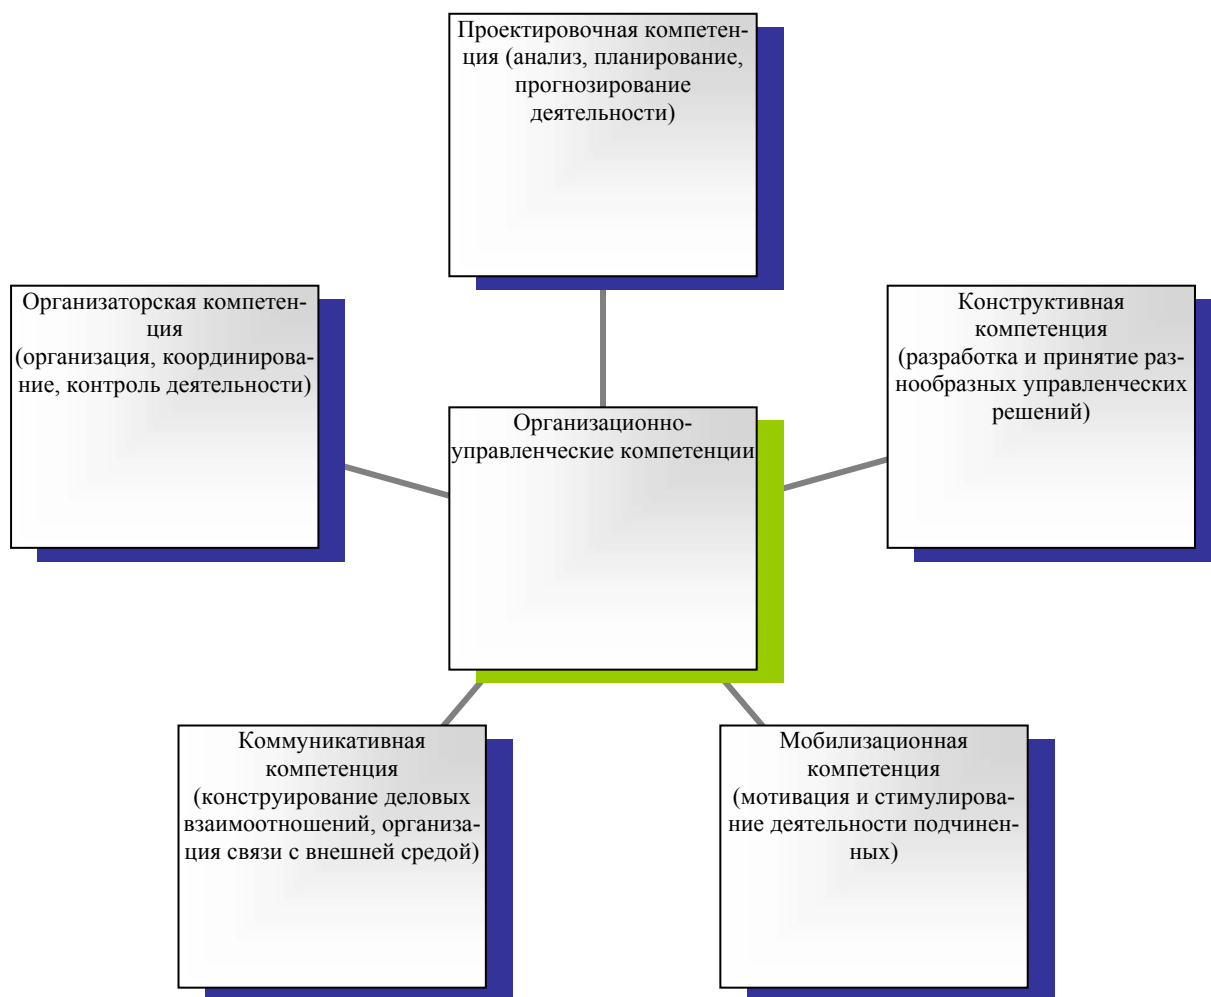 Проектировочная компетен-
ция (анализ, планирование,
прогнозирование
деятельности)
Организаторская компетен-
ция
(организация, координирова-
ние, контроль деятельности)
Конструктивная
компетенция
(разработка и принятие раз-
нообразных управленческих
решений)
Организационно-
управленческие компетенции
Коммуникативная
компетенция
(конструирование деловых
взаимоотношений, организа-
ция связи с внешней средой)
Мобилизационная
компетенция
(мотивация и стимулирова-
ние деятельности подчинен-
ных)